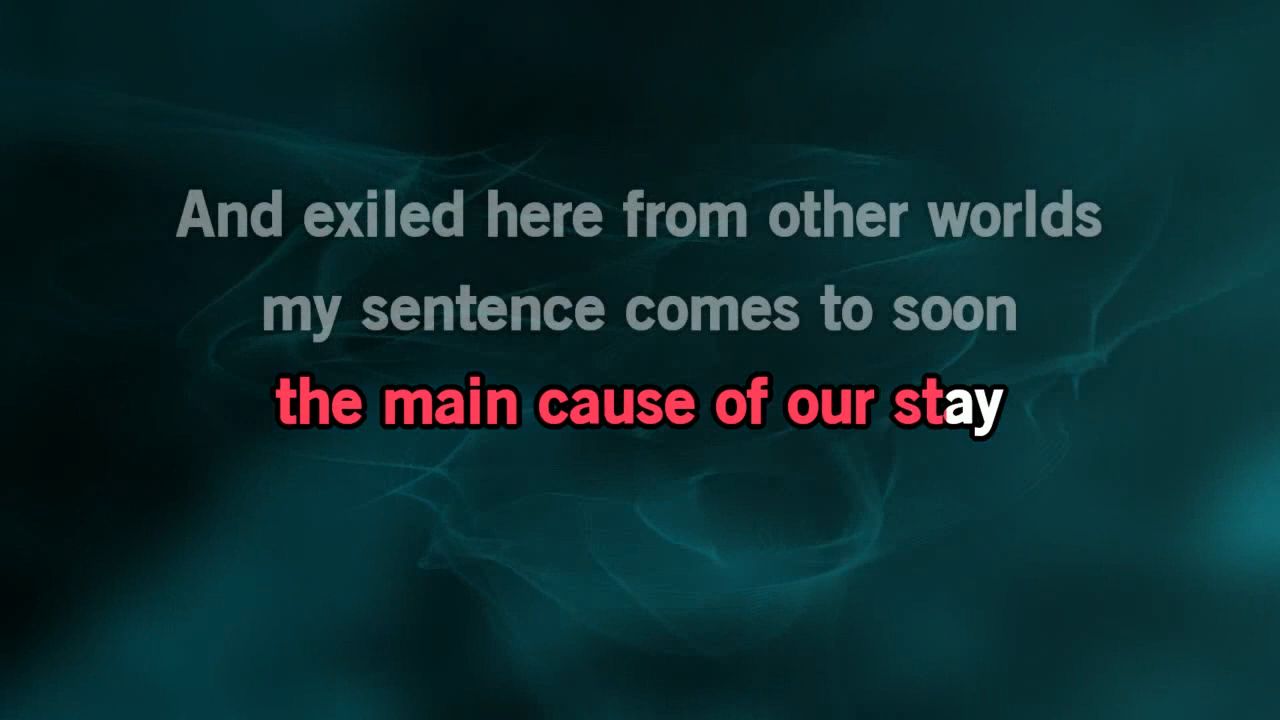 And exiled here from other worlds
my sentence comes to soon
the main cause of our stay